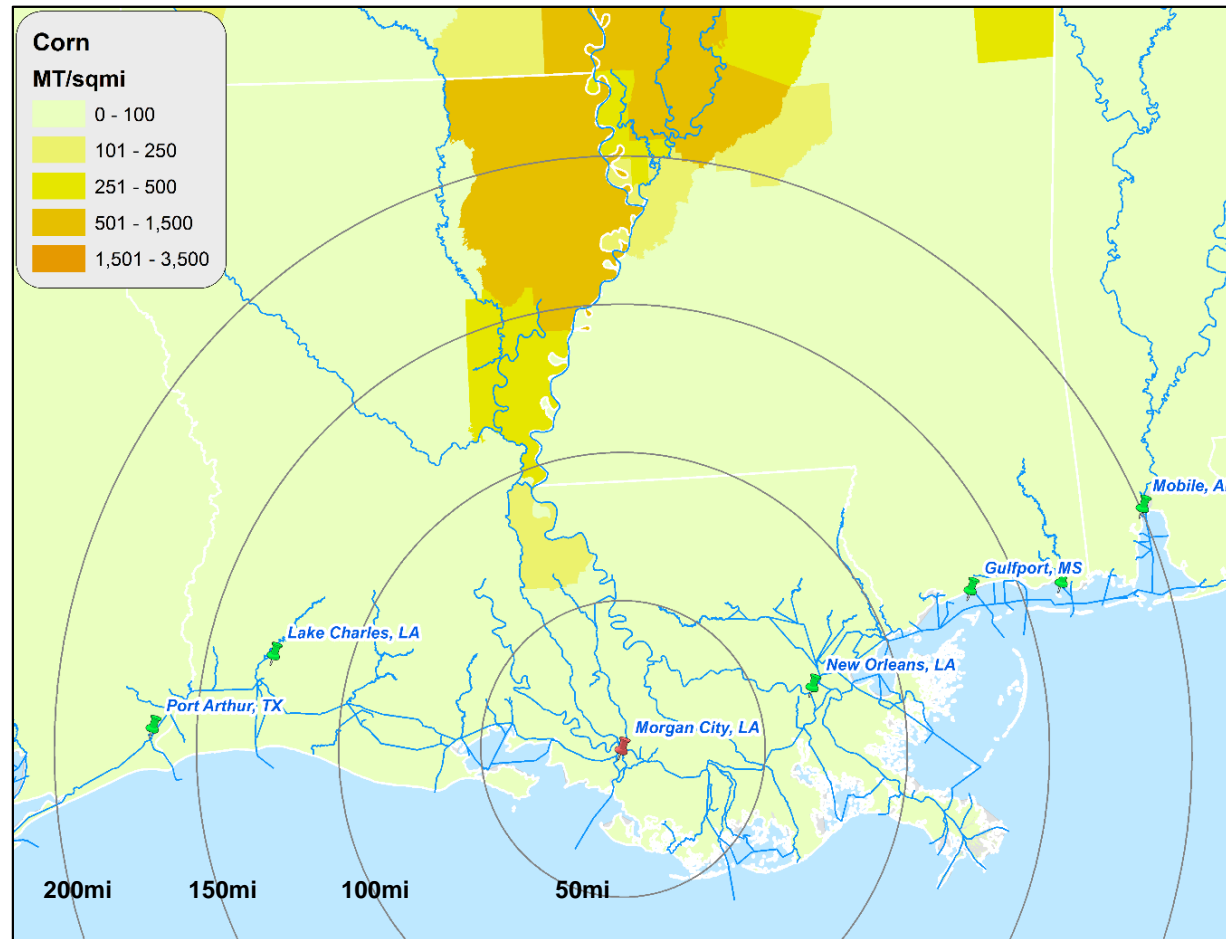 Corn
MT/sqmi
0 - 100
101 - 250
251 - 500
501 - 1,500
1,501 - 3,500
Mobile, A
Gulfport, MS
Lake Charles, LA
New Orleans, LA
Port Arthur, TX
Morgan City, LA
200mi
150mi
100mi
50mi